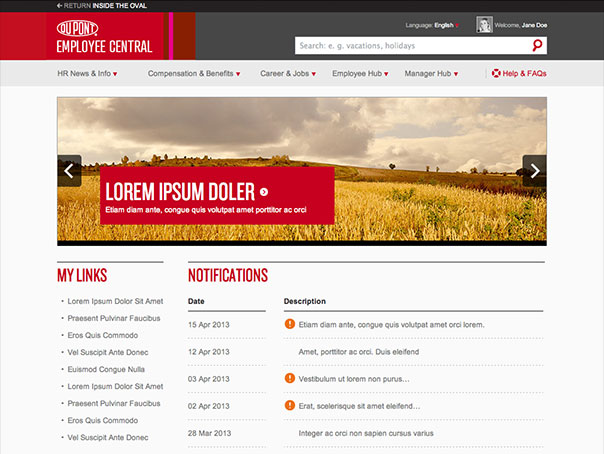 ← RETURN INSIDE THE OVAL
DU PONT
EMPLOYEE CENTRAL
Language: English ▾
Welcome, Jane Doe
Search: e. g. vacations, holidays
HR News & Info ▾
Compensation & Benefits ▾
Career & Jobs ▾
Employee Hub ▾
Manager Hub ▾
Help & FAQs
LOREM IPSUM DOLER
Etiam diam ante, congue quis volutpat amet porttitor ac orci
MY LINKS
• Lorem Ipsum Dolor Sit Amet
• Praesent Pulvinar Faucibus
• Eros Quis Commodo
• Vel Suscipit Ante Donec
• Euismod Congue Nulla
• Lorem Ipsum Dolor Sit Amet
• Praesent Pulvinar Faucibus
• Eros Quis Commodo
• Vel Suscipit Ante Donec
NOTIFICATIONS
Date Description
15 Apr 2013 ! Etiam diam ante, congue quis volutpat amet orci lorem.
12 Apr 2013 Amet, porttitor ac orci. Duis eleifend
03 Apr 2013 ! Vestibulum ut lorem non purus...
02 Apr 2013 ! Erat, scelerisque sit amet eleifend...
28 Mar 2013 Integer ac orci non sapien cursus varius